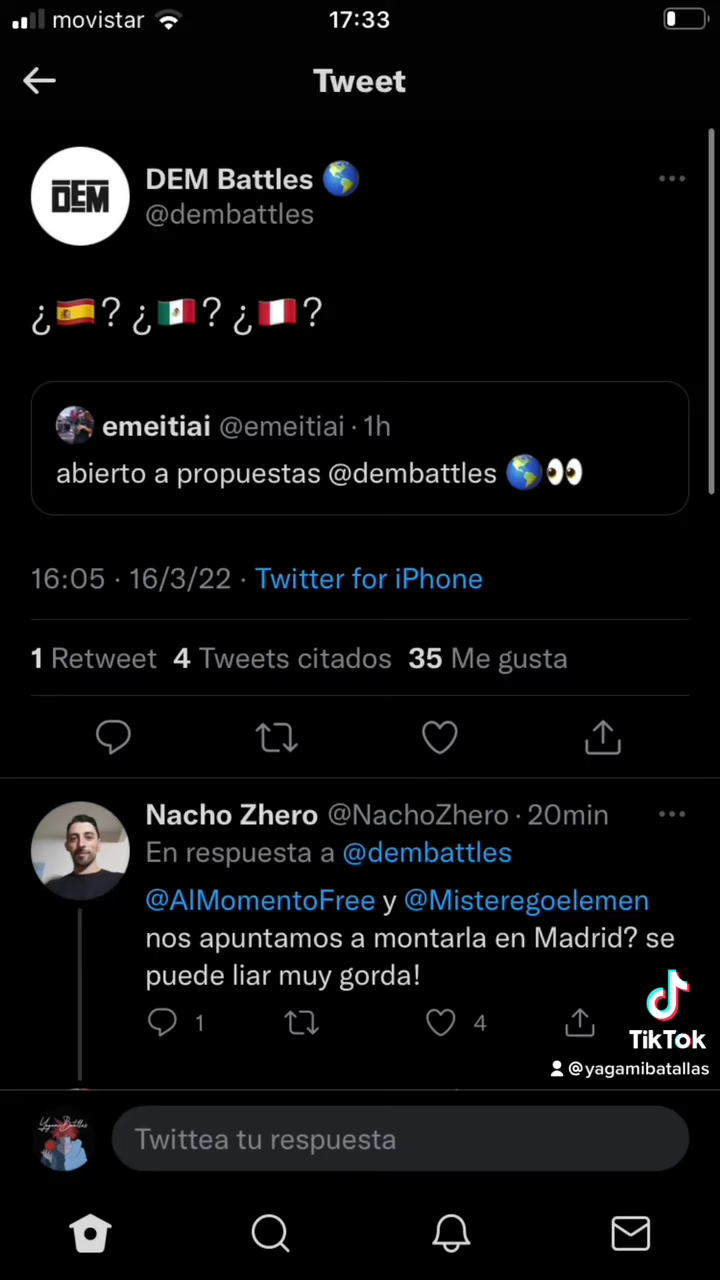 movistar 17:33
Tweet
DEM
DEM Battles 🌎
@dembattles
¿🇪🇸? ¿🇲🇽? ¿🇵🇪?
emeitiai @emeitiai · 1h
abierto a propuestas @dembattles 🌎👀
16:05 · 16/3/22 · Twitter for iPhone
1 Retweet 4 Tweets citados 35 Me gusta
Nacho Zhero @NachoZhero · 20min
En respuesta a @dembattles
@AlMomentoFree y @Misteregoelemen
nos apuntamos a montarla en Madrid? se
puede liar muy gorda!
1 4
TikTok
@yagamibatallas
YagamiBatallas
Twittea tu respuesta